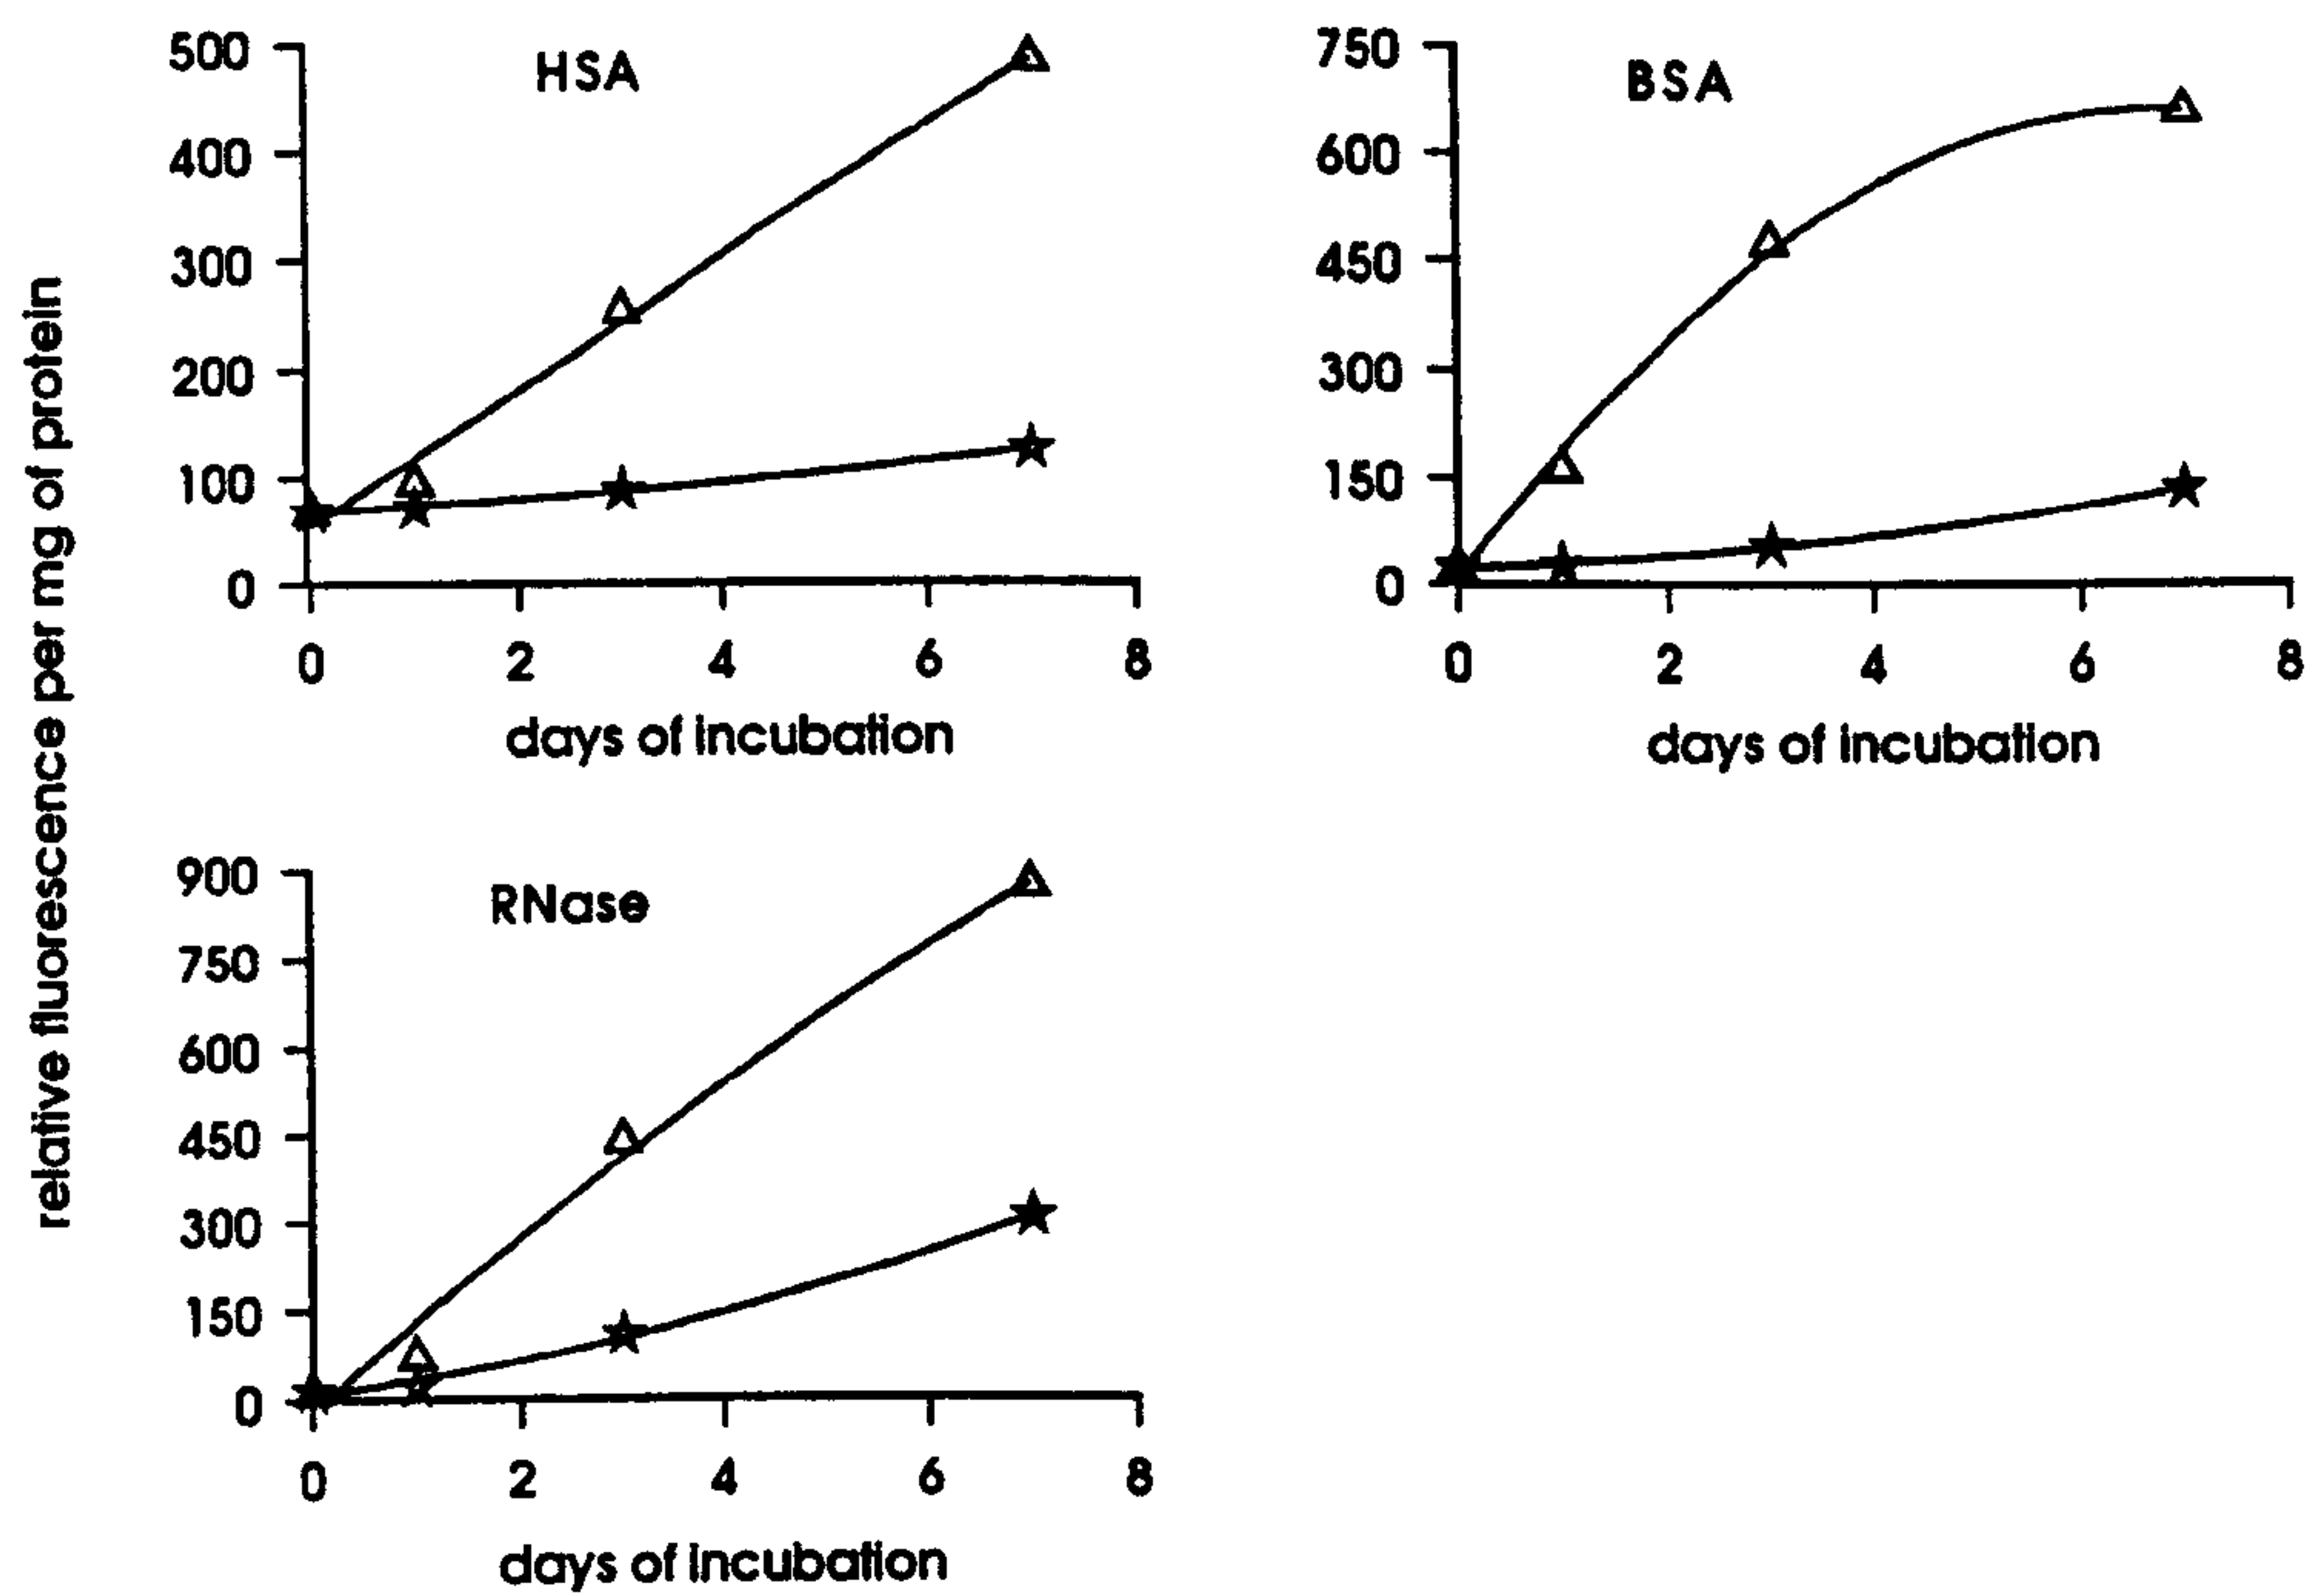 relative fluorescence per mg of protein
HSA
500
400
300
200
100
0
0 2 4 6 8
days of incubation
BSA
750
600
450
300
150
0
0 2 4 6 8
days of incubation
RNase
900
750
600
450
300
150
0
0 2 4 6 8
days of incubation